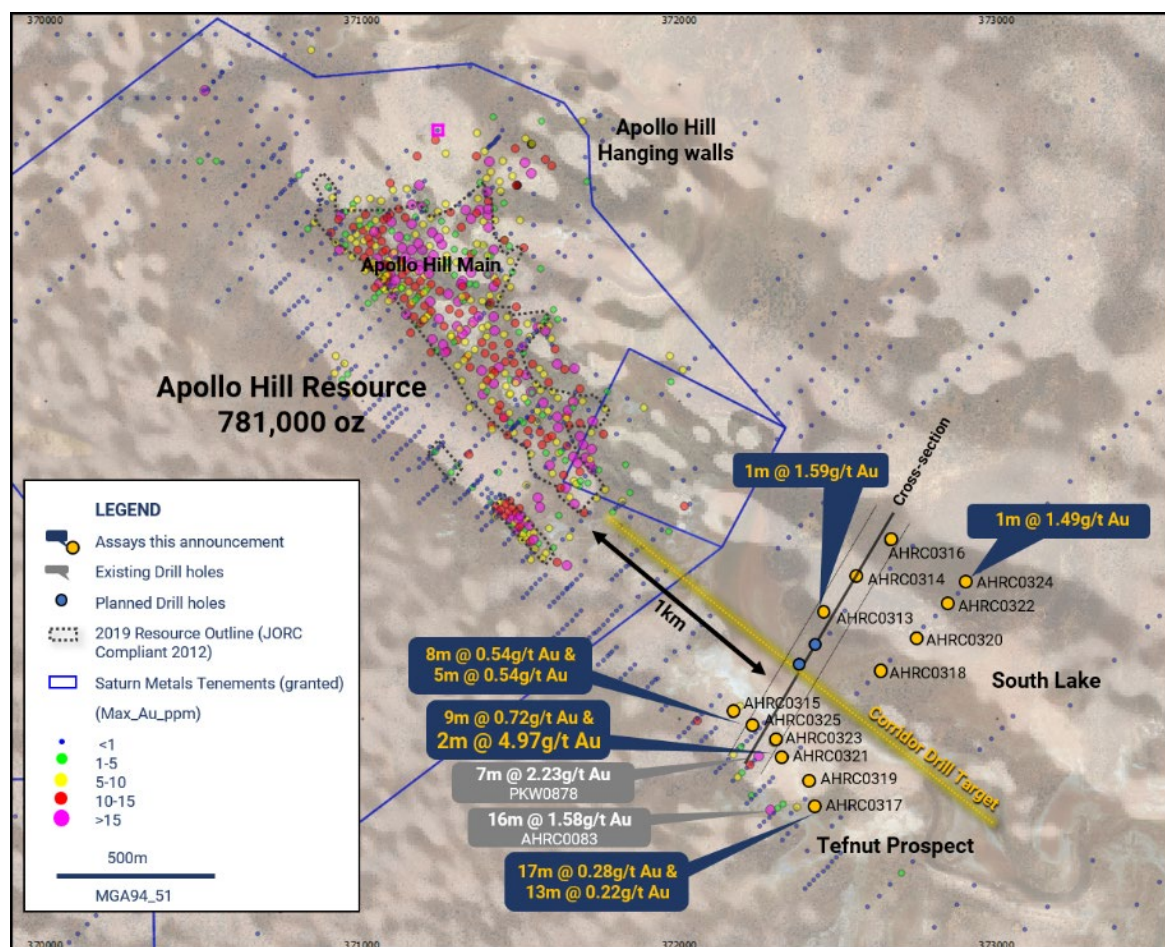 370000
371000
372000
373000
Apollo Hill
Hanging walls
Apollo Hill Main
Apollo Hill Resource
781,000 oz
Cross-section
1m @ 1.59g/t Au
1m @ 1.49g/t Au
AHRC0316
AHRC0314
AHRC0324
AHRC0322
AHRC0313
AHRC0320
AHRC0318
1km
South Lake
Corridor Drill Target
8m @ 0.54g/t Au &
5m @ 0.54g/t Au
AHRC0315
AHRC0325
9m @ 0.72g/t Au &
2m @ 4.97g/t Au
AHRC0323
AHRC0321
7m @ 2.23g/t Au
PKW0878
AHRC0319
16m @ 1.58g/t Au
AHRC0083
AHRC0317
Tefnut Prospect
17m @ 0.28g/t Au &
13m @ 0.22g/t Au
LEGEND
Assays this announcement
Existing Drill holes
Planned Drill holes
2019 Resource Outline (JORC
Compliant 2012)
Saturn Metals Tenements (granted)
(Max_Au_ppm)
<1
1-5
5-10
10-15
>15
500m
MGA94_51
370000
371000
372000
373000